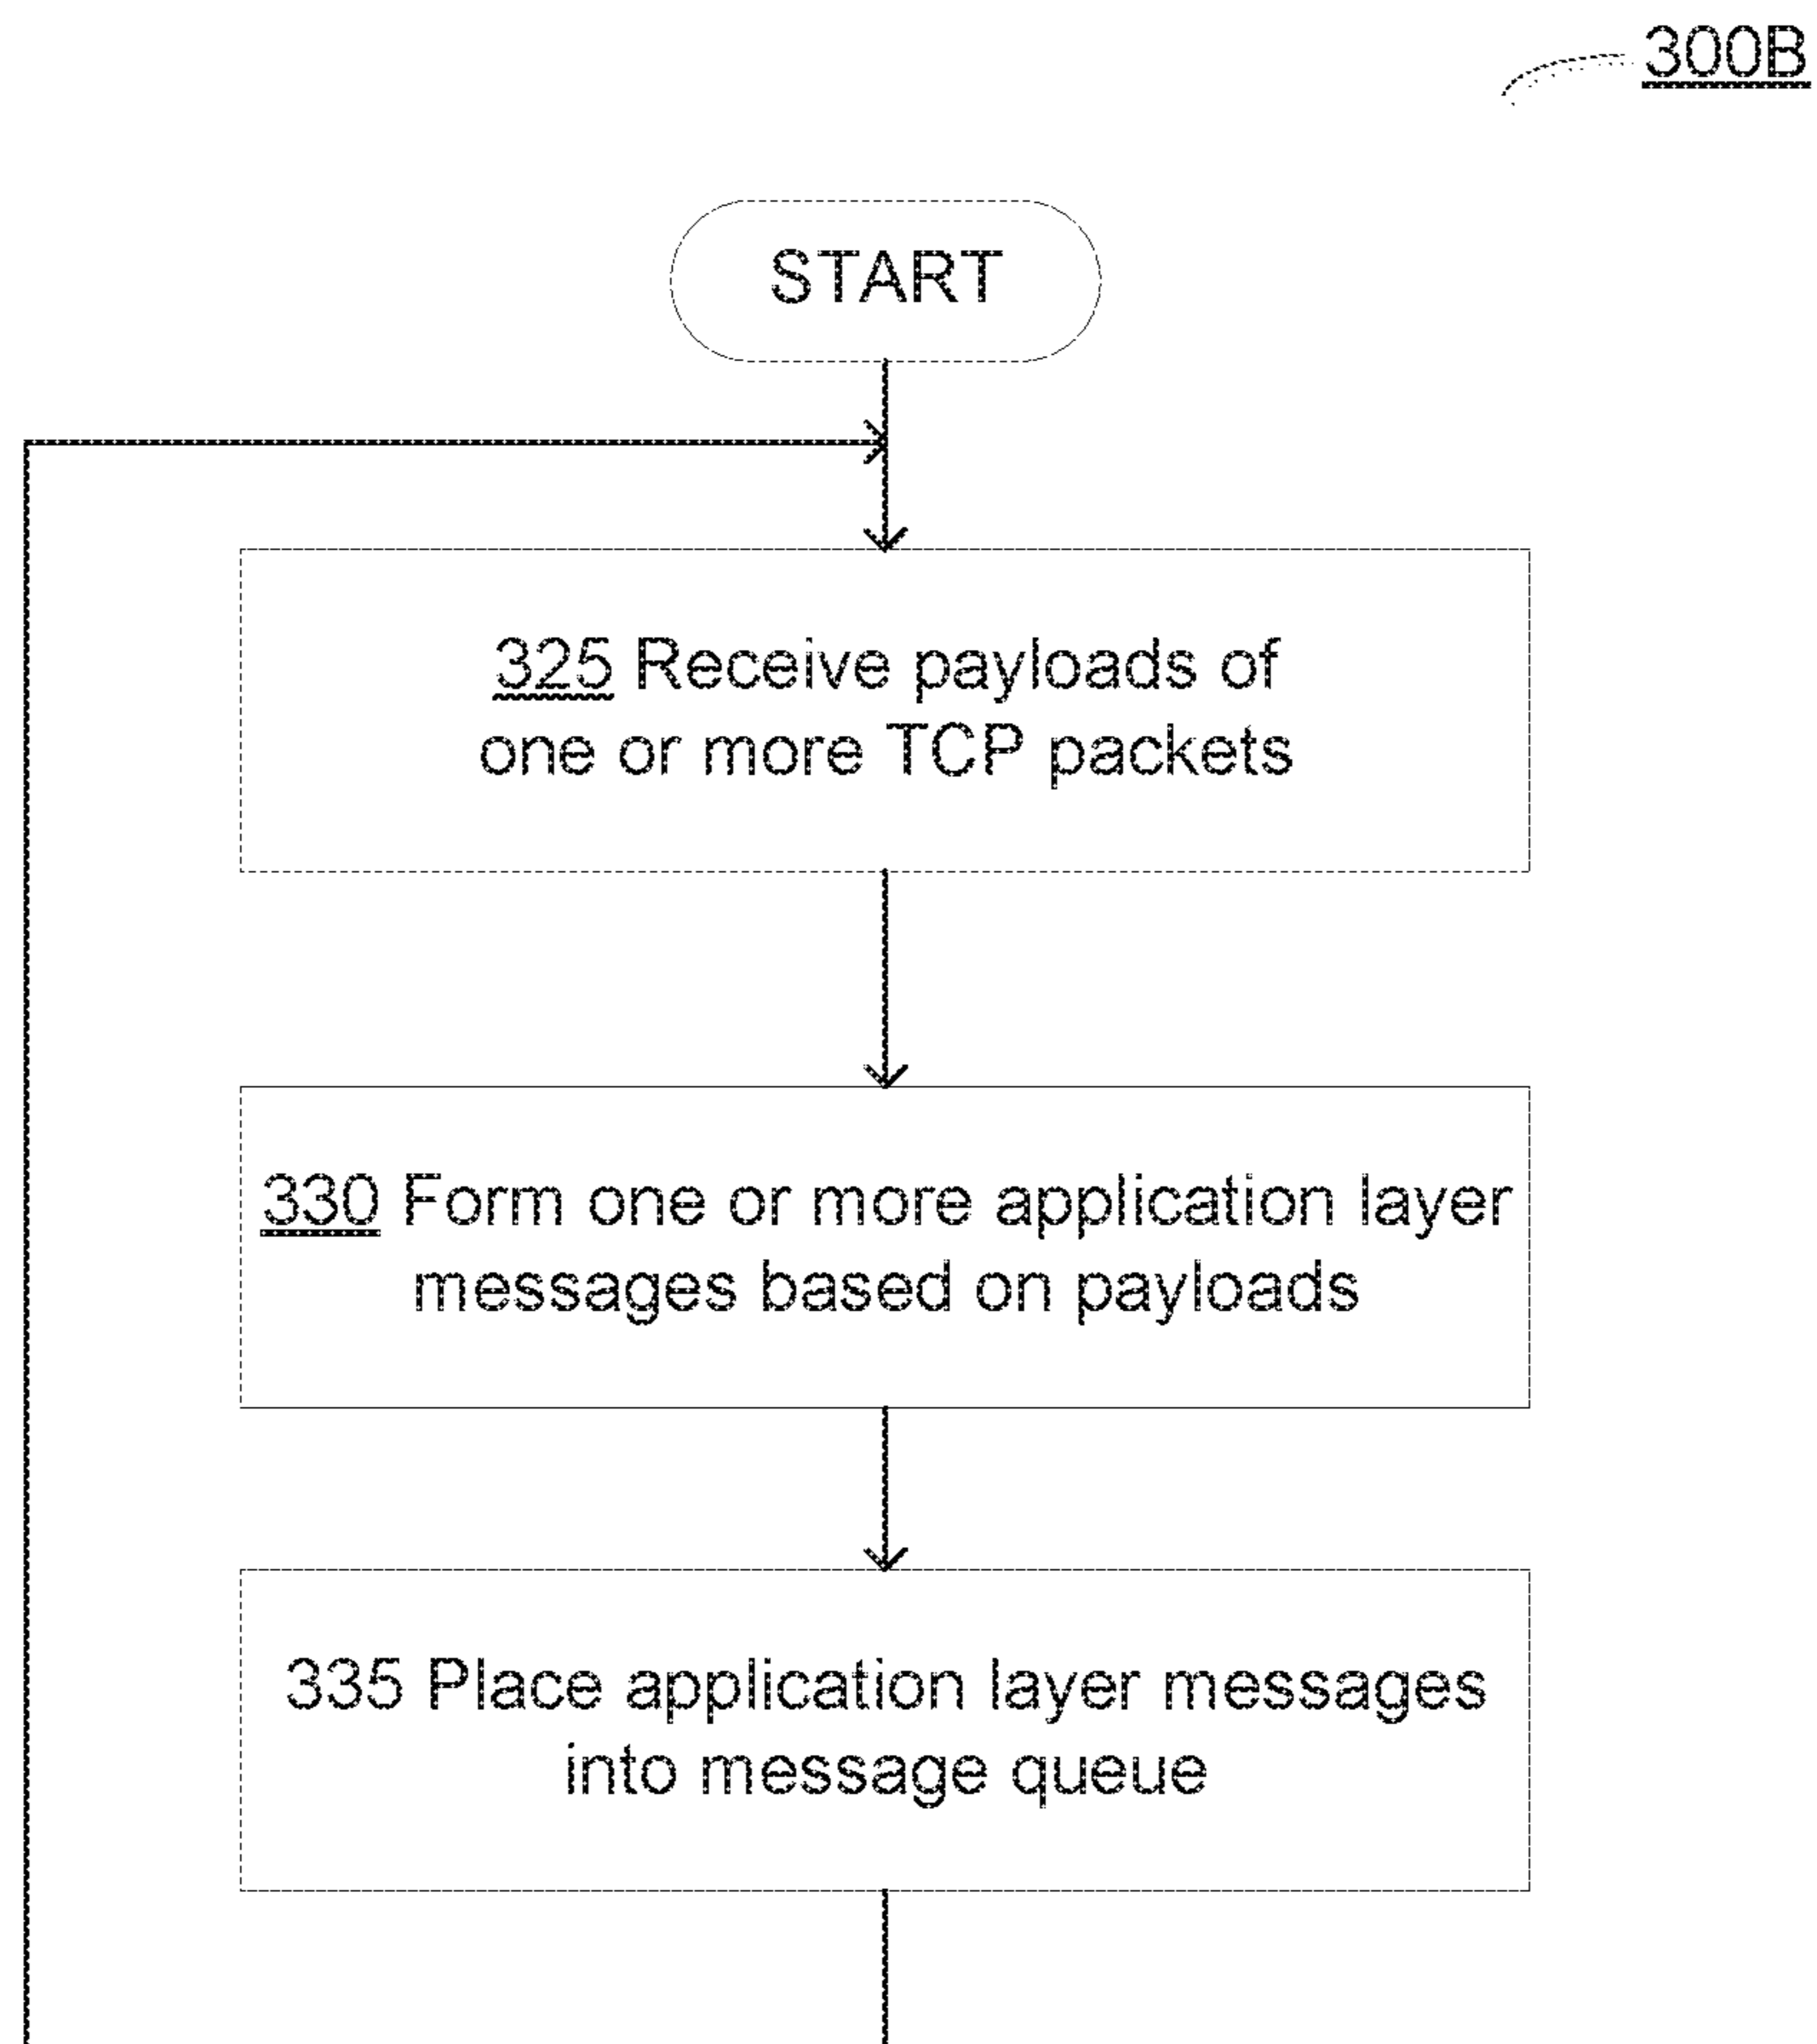 300B
START
325 Receive payloads of
one or more TCP packets
330 Form one or more application layer
messages based on payloads
335 Place application layer messages
into message queue